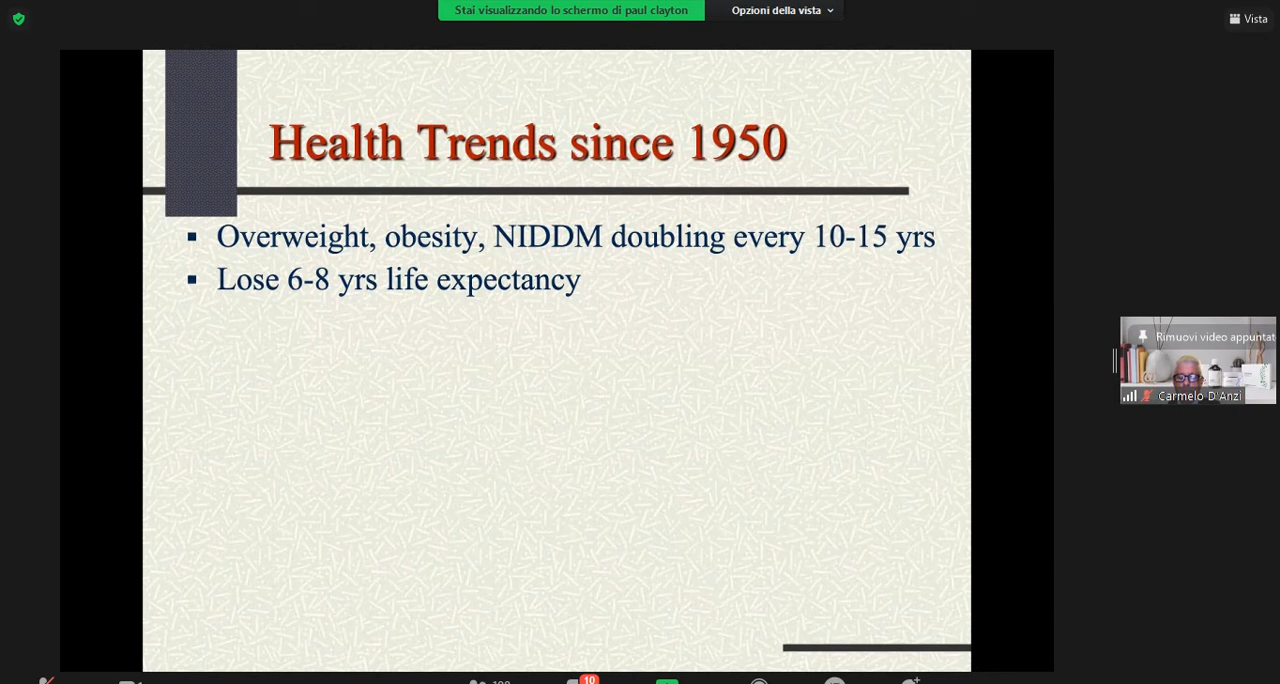 Stai visualizzando lo schermo di paul clayton
Opzioni della vista
Vista
Health Trends since 1950
Overweight, obesity, NIDDM doubling every 10-15 yrs
Lose 6-8 yrs life expectancy
Rimuovi video appuntat
Carmelo D'Anzi
10